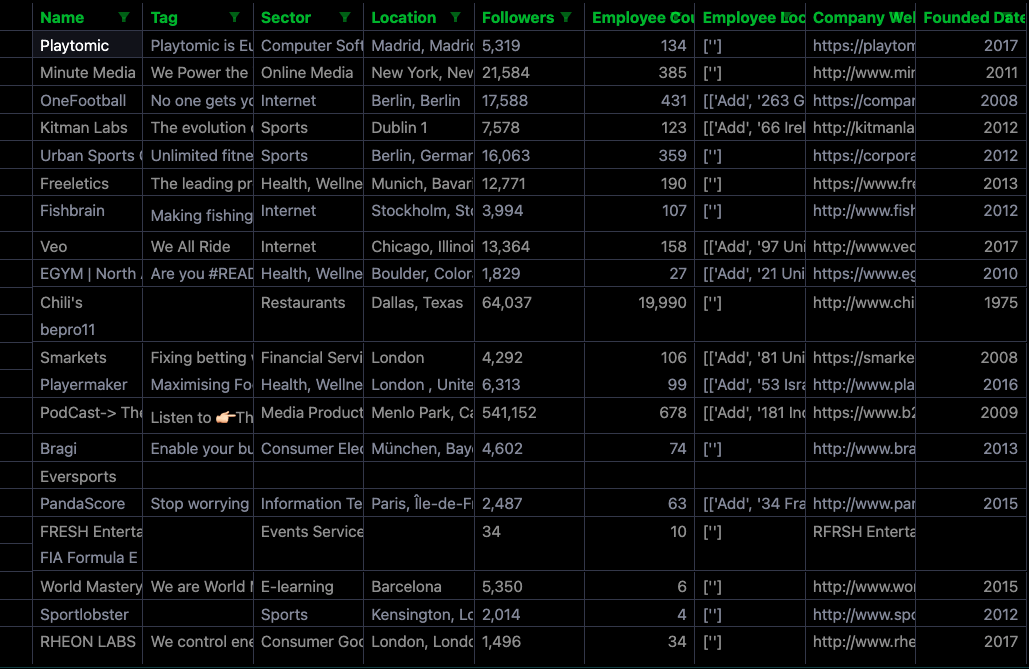 Name Tag Sector Location Followers Employee Cou Employee Loc Company Wel Founded Date
Playtomic Playtomic is Eu Computer Soft Madrid, Madric 5,319 134 [''] https://playtom 2017
Minute Media We Power the Online Media New York, New 21,584 385 [''] http://www.min 2011
OneFootball No one gets yo Internet Berlin, Berlin 17,588 431 [['Add', '263 G https://compar 2008
Kitman Labs The evolution Sports Dublin 1 7,578 123 [['Add', '66 Irel http://kitmanla 2012
Urban Sports Unlimited fitne Sports Berlin, Germar 16,063 359 [''] https://corpora 2012
Freeletics The leading pr Health, Wellne Munich, Bavari 12,771 190 [''] https://www.fre 2013
Fishbrain Making fishing Internet Stockholm, Sto 3,994 107 [''] http://www.fish 2012
Veo We All Ride Internet Chicago, Illinoi 13,364 158 [['Add', '97 Uni http://www.veo 2017
EGYM | North Are you #READ Health, Wellne Boulder, Color 1,829 27 [['Add', '21 Uni http://www.eg 2010
Chili's Restaurants Dallas, Texas 64,037 19,990 [''] http://www.chi 1975
bepro11
Smarkets Fixing betting Financial Servi London 4,292 106 [['Add', '81 Uni https://smarke 2008
Playermaker Maximising Fo Health, Wellne London , Unite 6,313 99 [['Add', '53 Isra http://www.pla 2016
PodCast-> The Listen to 👉🏻Th Media Product Menlo Park, Ca 541,152 678 [['Add', '181 Inc https://www.b2 2009
Bragi Enable your bu Consumer Elec München, Bay 4,602 74 [''] http://www.bra 2013
Eversports
PandaScore Stop worrying Information Te Paris, Île-de-F 2,487 63 [['Add', '34 Fra http://www.par 2015
FRESH Enterta Events Service 34 10 [''] RFRSH Enterta
FIA Formula E
World Mastery We are World E-learning Barcelona 5,350 6 [''] http://www.wor 2015
Sportlobster Sports Kensington, Lo 2,014 4 [''] http://www.spo 2012
RHEON LABS We control ene Consumer Goo London, Londo 1,496 34 [''] http://www.rhe 2017